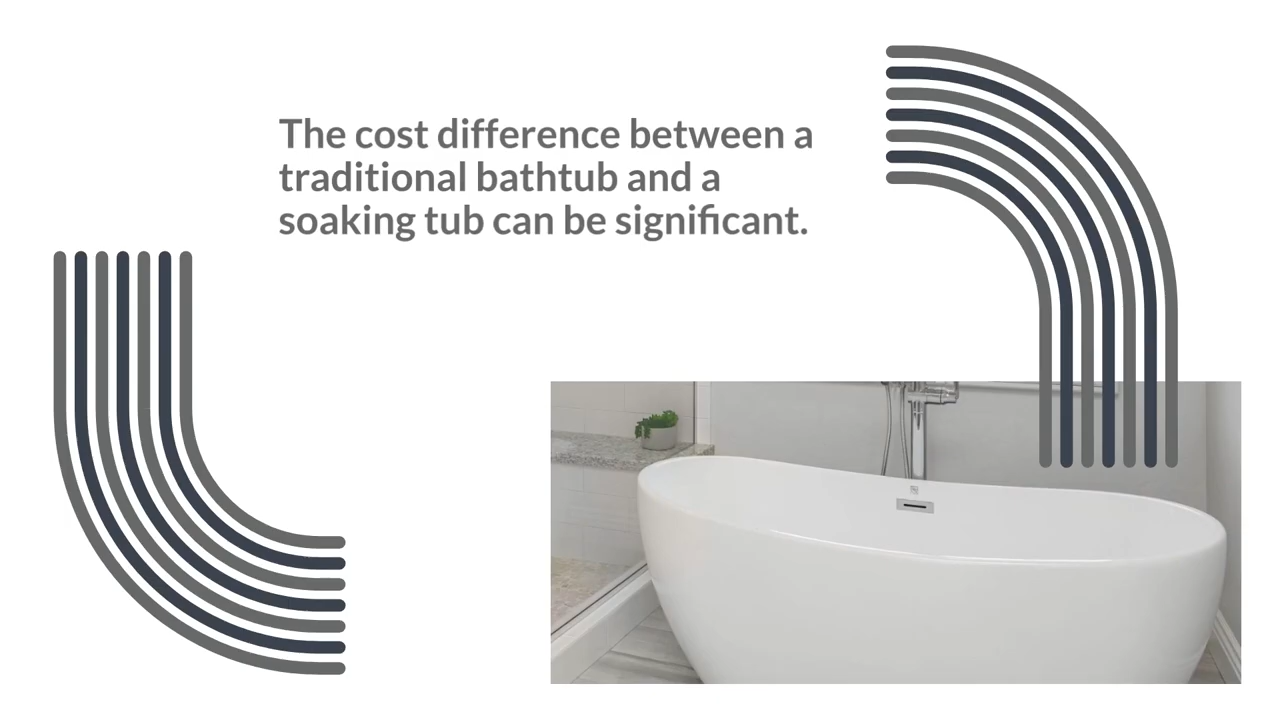 The cost difference between a
traditional bathtub and a
soaking tub can be significant.